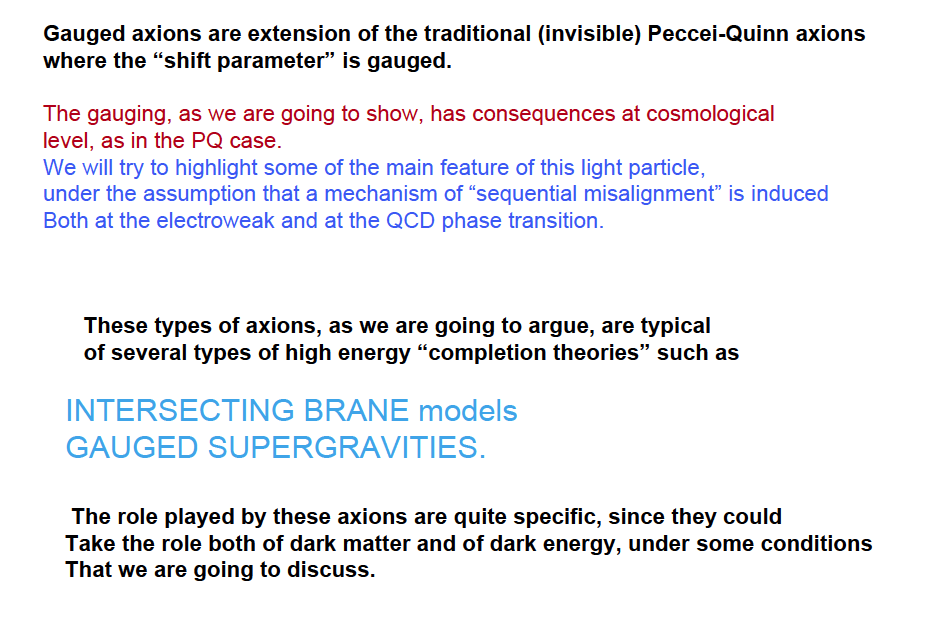 Gauged axions are extension of the traditional (invisible) Peccei-Quinn axions
where the “shift parameter” is gauged.
The gauging, as we are going to show, has consequences at cosmological
level, as in the PQ case.
We will try to highlight some of the main feature of this light particle,
under the assumption that a mechanism of “sequential misalignment” is induced
Both at the electroweak and at the QCD phase transition.
These types of axions, as we are going to argue, are typical
of several types of high energy “completion theories” such as
INTERSECTING BRANE models
GAUGED SUPERGRAVITIES.
The role played by these axions are quite specific, since they could
Take the role both of dark matter and of dark energy, under some conditions
That we are going to discuss.